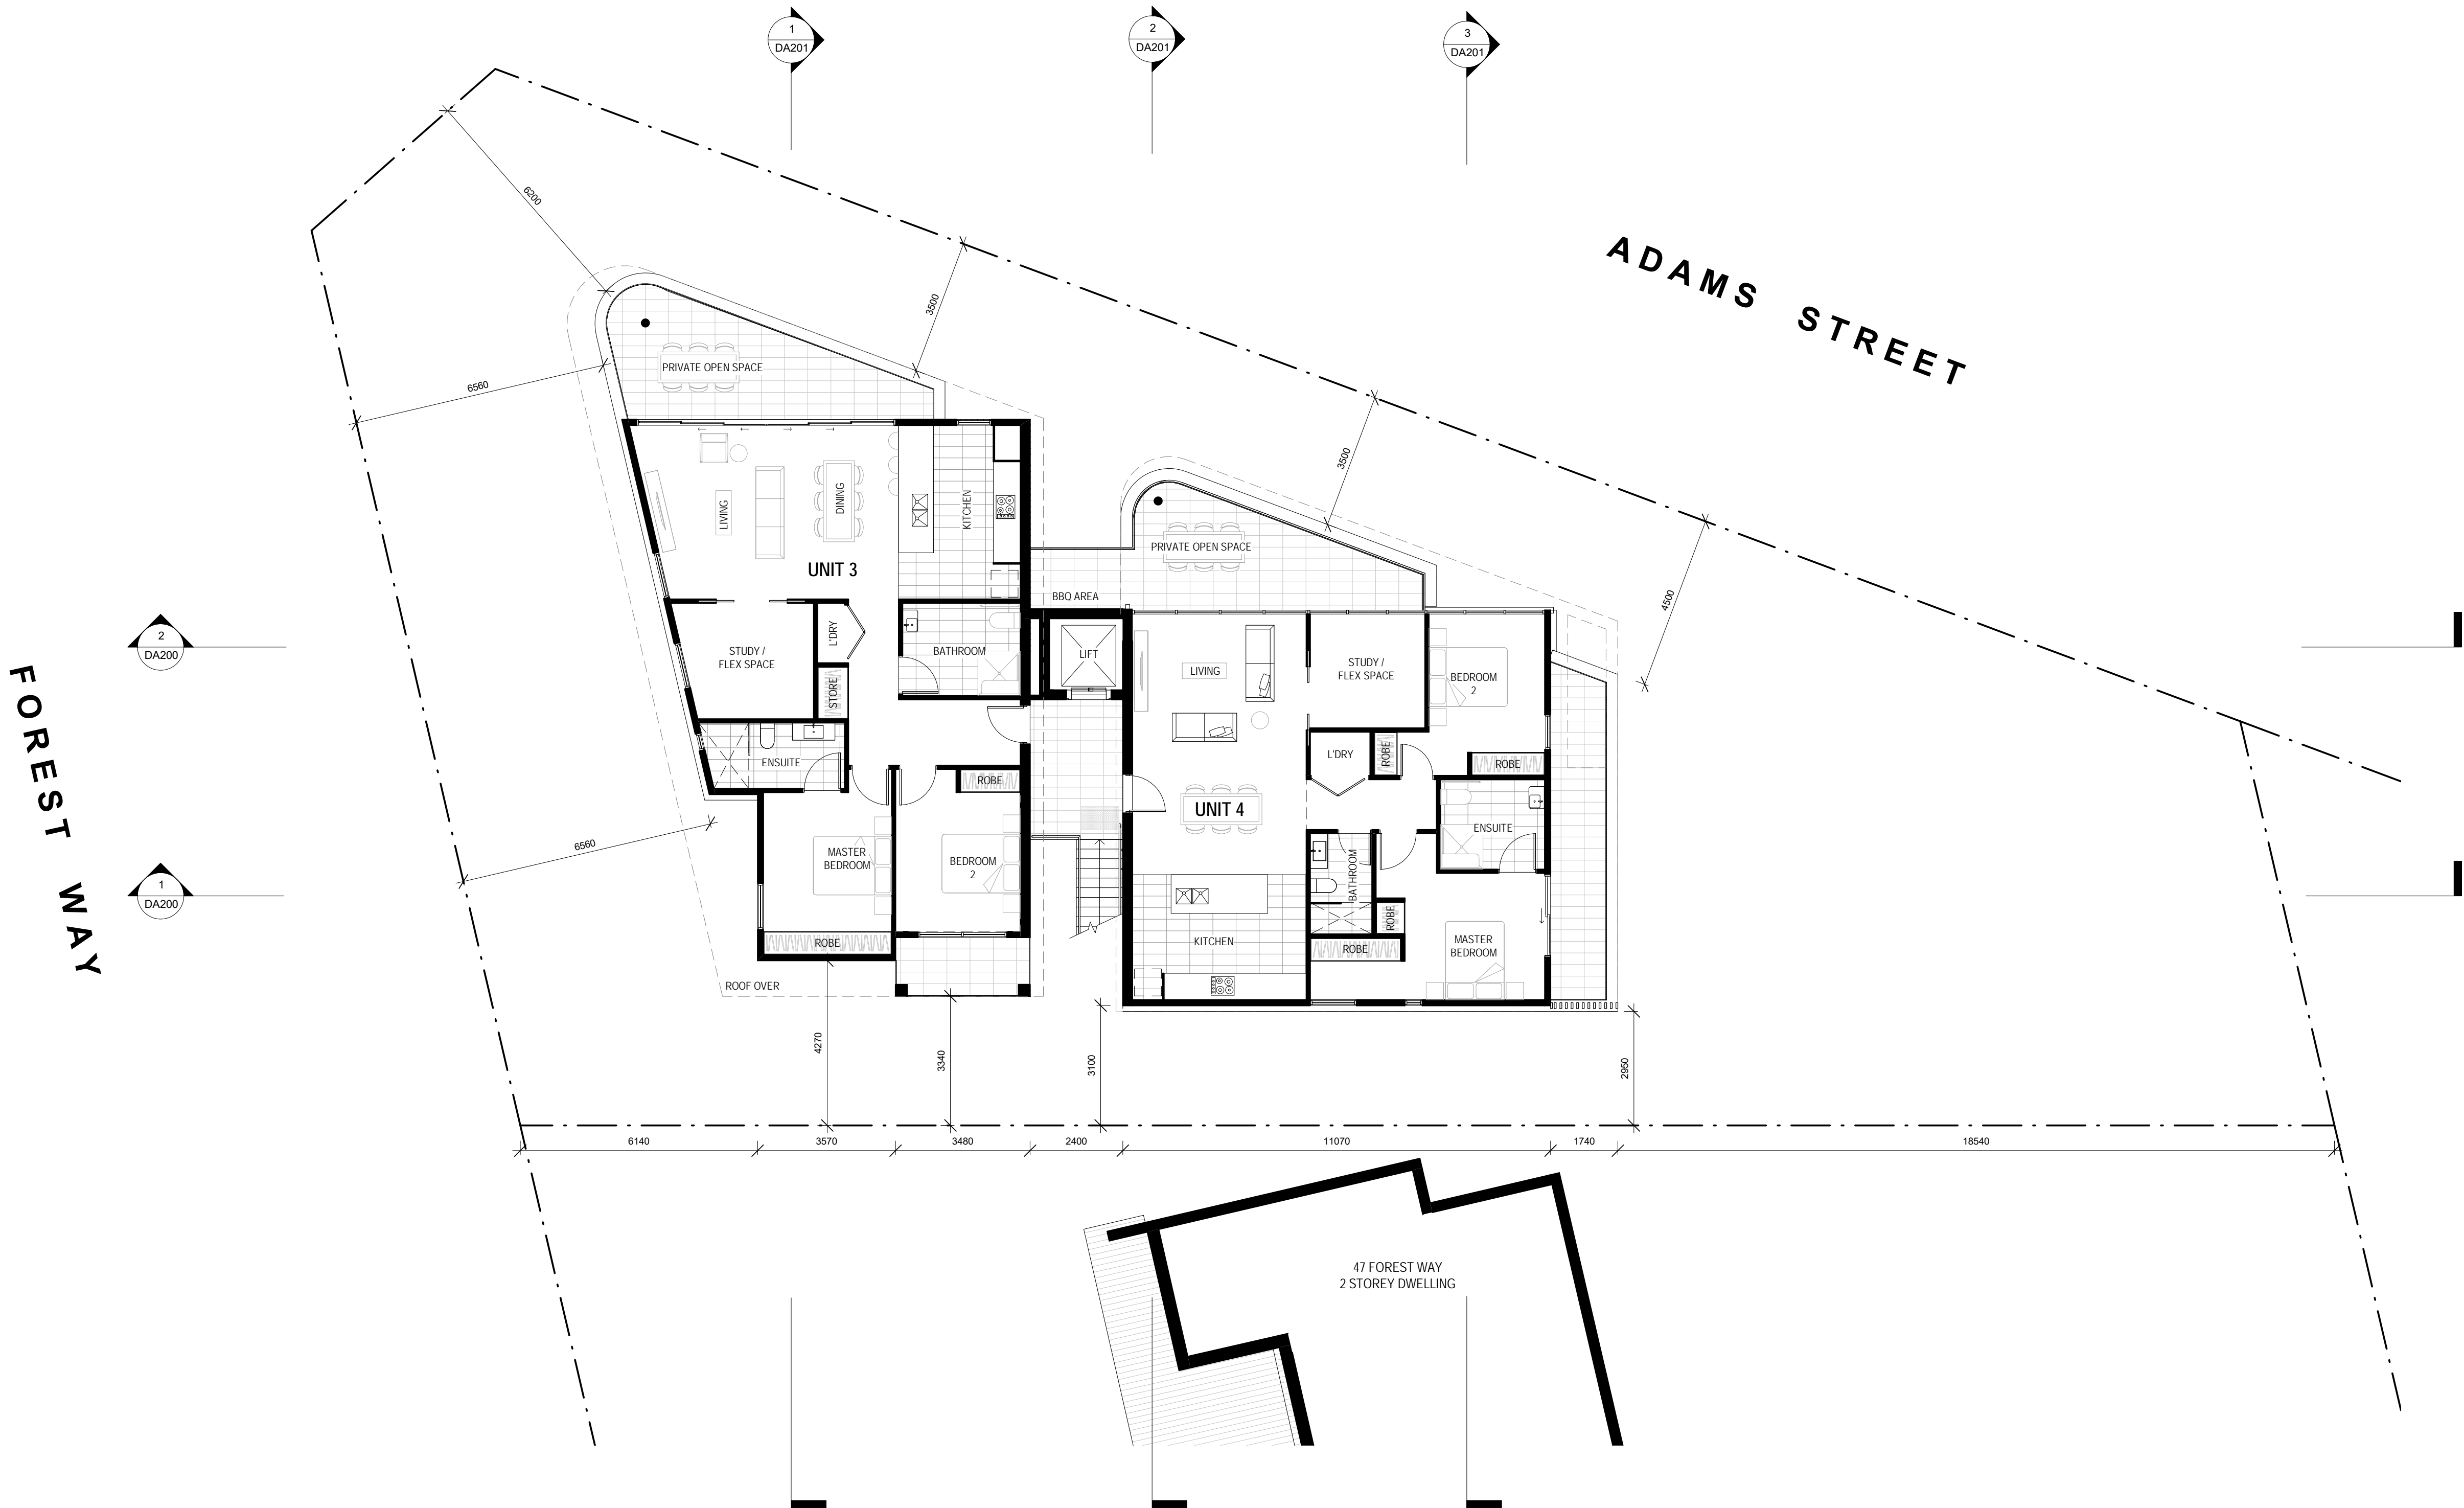 1
DA201
2
DA201
3
DA201
ADAMS STREET
6200
3500
6560
PRIVATE OPEN SPACE
3500
LIVING
DINING
KITCHEN
UNIT 3
PRIVATE OPEN SPACE
BBQ AREA
4500
2
DA200
STUDY /
FLEX SPACE
L'DRY
BATHROOM
LIFT
LIVING
STUDY /
FLEX SPACE
BEDROOM
2
STORE
ENSUITE
ROBE
L'DRY
ROBE
ROBE
FOREST WAY
6560
UNIT 4
ENSUITE
MASTER
BEDROOM
BEDROOM
2
BATHROOM
1
DA200
ROBE
KITCHEN
ROBE
ROBE
MASTER
BEDROOM
ROOF OVER
4270
3340
3100
2950
6140
3570
3480
2400
11070
1740
18540
47 FOREST WAY
2 STOREY DWELLING